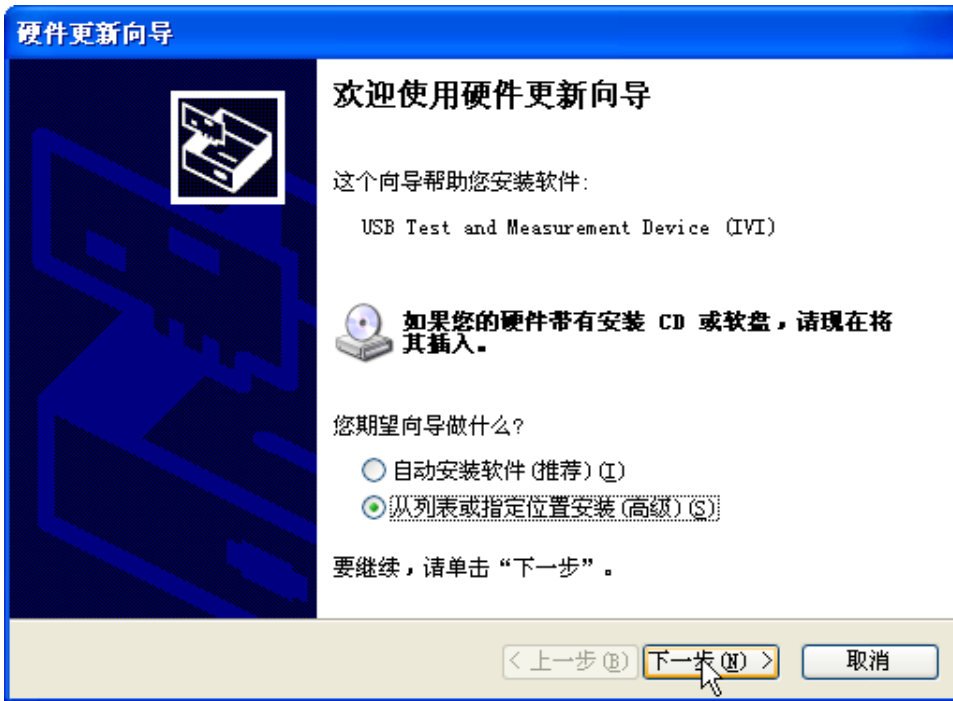 硬件更新向导
欢迎使用硬件更新向导
这个向导帮助您安装软件:
USB Test and Measurement Device (IVI)
如果您的硬件带有安装 CD 或软盘，请现在将
其插入。
您期望向导做什么?
自动安装软件(推荐)(I)
从列表或指定位置安装(高级)(S)
要继续，请单击“下一步”。
< 上一步(B) 下一步(N) > 取消